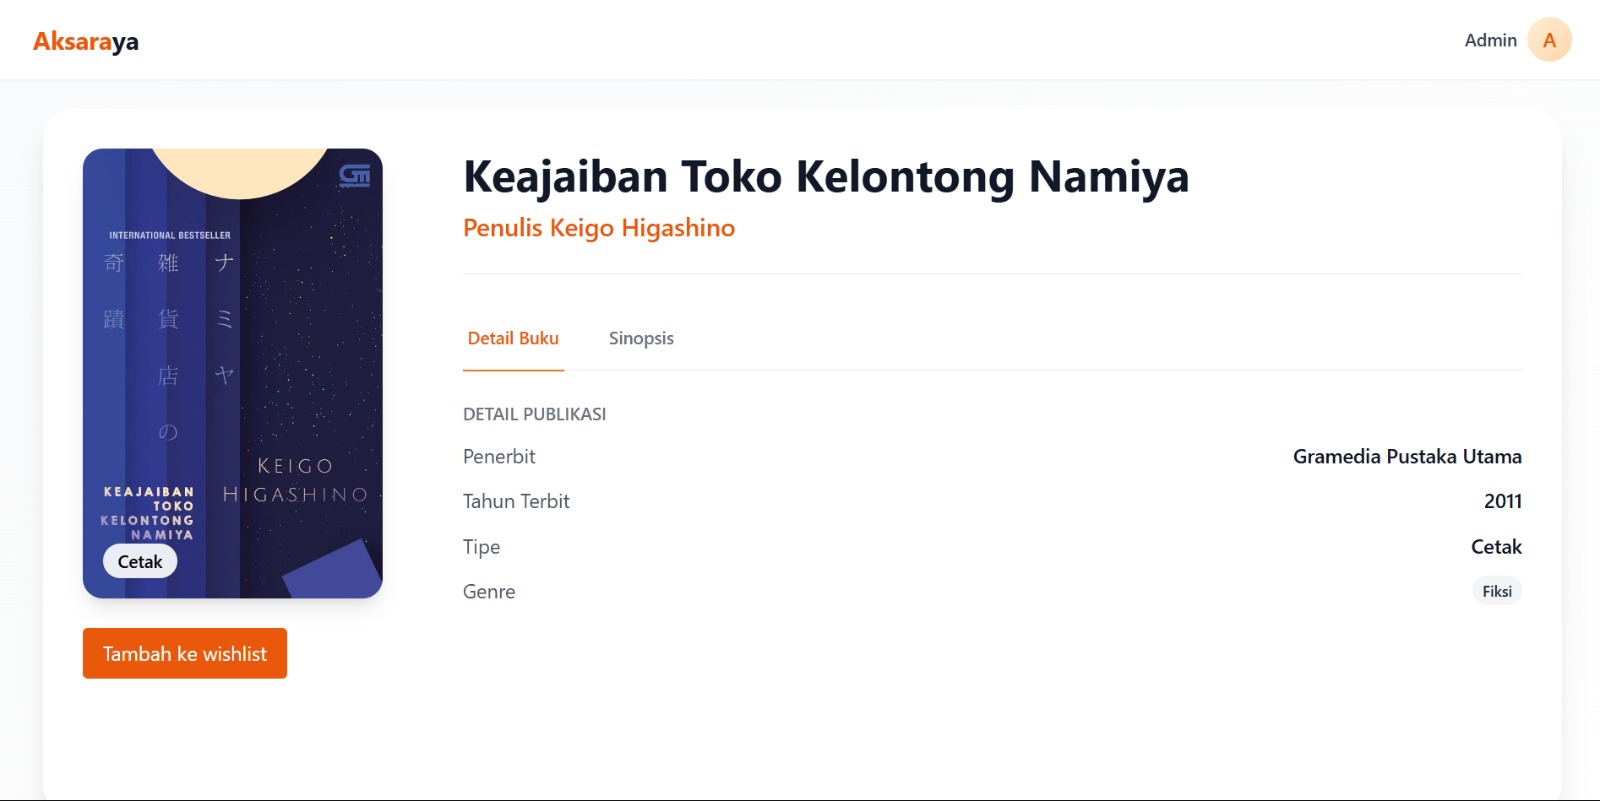 Aksaraya
Admin
A
GM
INTERNATIONAL BESTSELLER
ナミヤ
雑貨店の
奇蹟
KEIGO
HIGASHINO
KEAJAIBAN
TOKO
KELONTONG
NAMIYA
Cetak
Tambah ke wishlist
Keajaiban Toko Kelontong Namiya
Penulis Keigo Higashino
Detail Buku
Sinopsis
DETAIL PUBLIKASI
Penerbit Gramedia Pustaka Utama
Tahun Terbit 2011
Tipe Cetak
Genre Fiksi